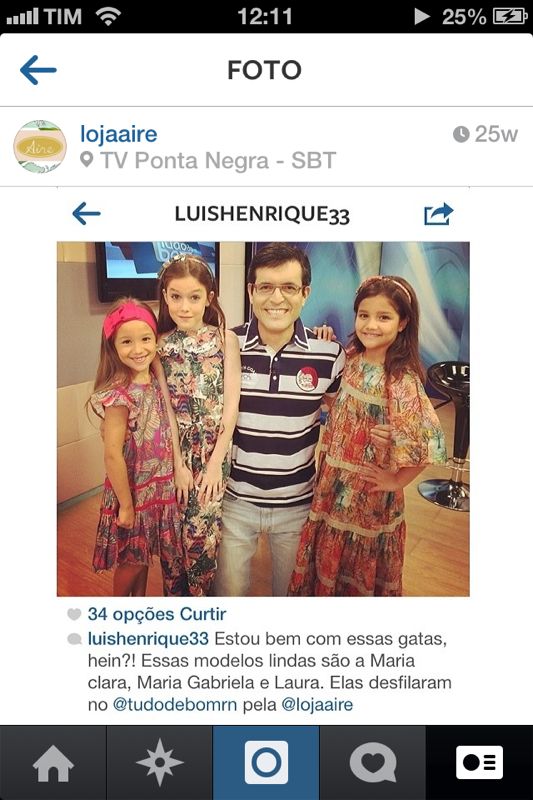 TIM 12:11 25%
FOTO
Aire
lojaaire 25w
TV Ponta Negra - SBT
LUISHENRIQUE33
34 opções Curtir
luishenrique33 Estou bem com essas gatas,
hein?! Essas modelos lindas são a Maria
clara, Maria Gabriela e Laura. Elas desfilaram
no @tudodebomrn pela @lojaaire